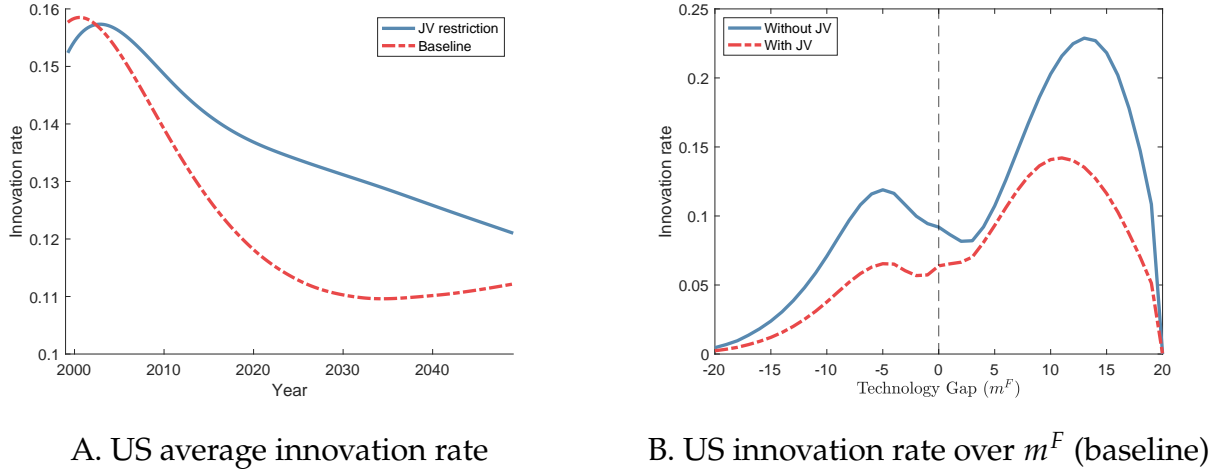 0.16
0.15
0.14
0.13
0.12
0.11
0.1
Innovation rate
JV restriction
Baseline
2000 2010 2020 2030 2040
Year
A. US average innovation rate
0.25
0.2
0.15
0.1
0.05
0
Innovation rate
Without JV
With JV
-20 -15 -10 -5 0 5 10 15 20
Technology Gap (m^F)
B. US innovation rate over m^F (baseline)